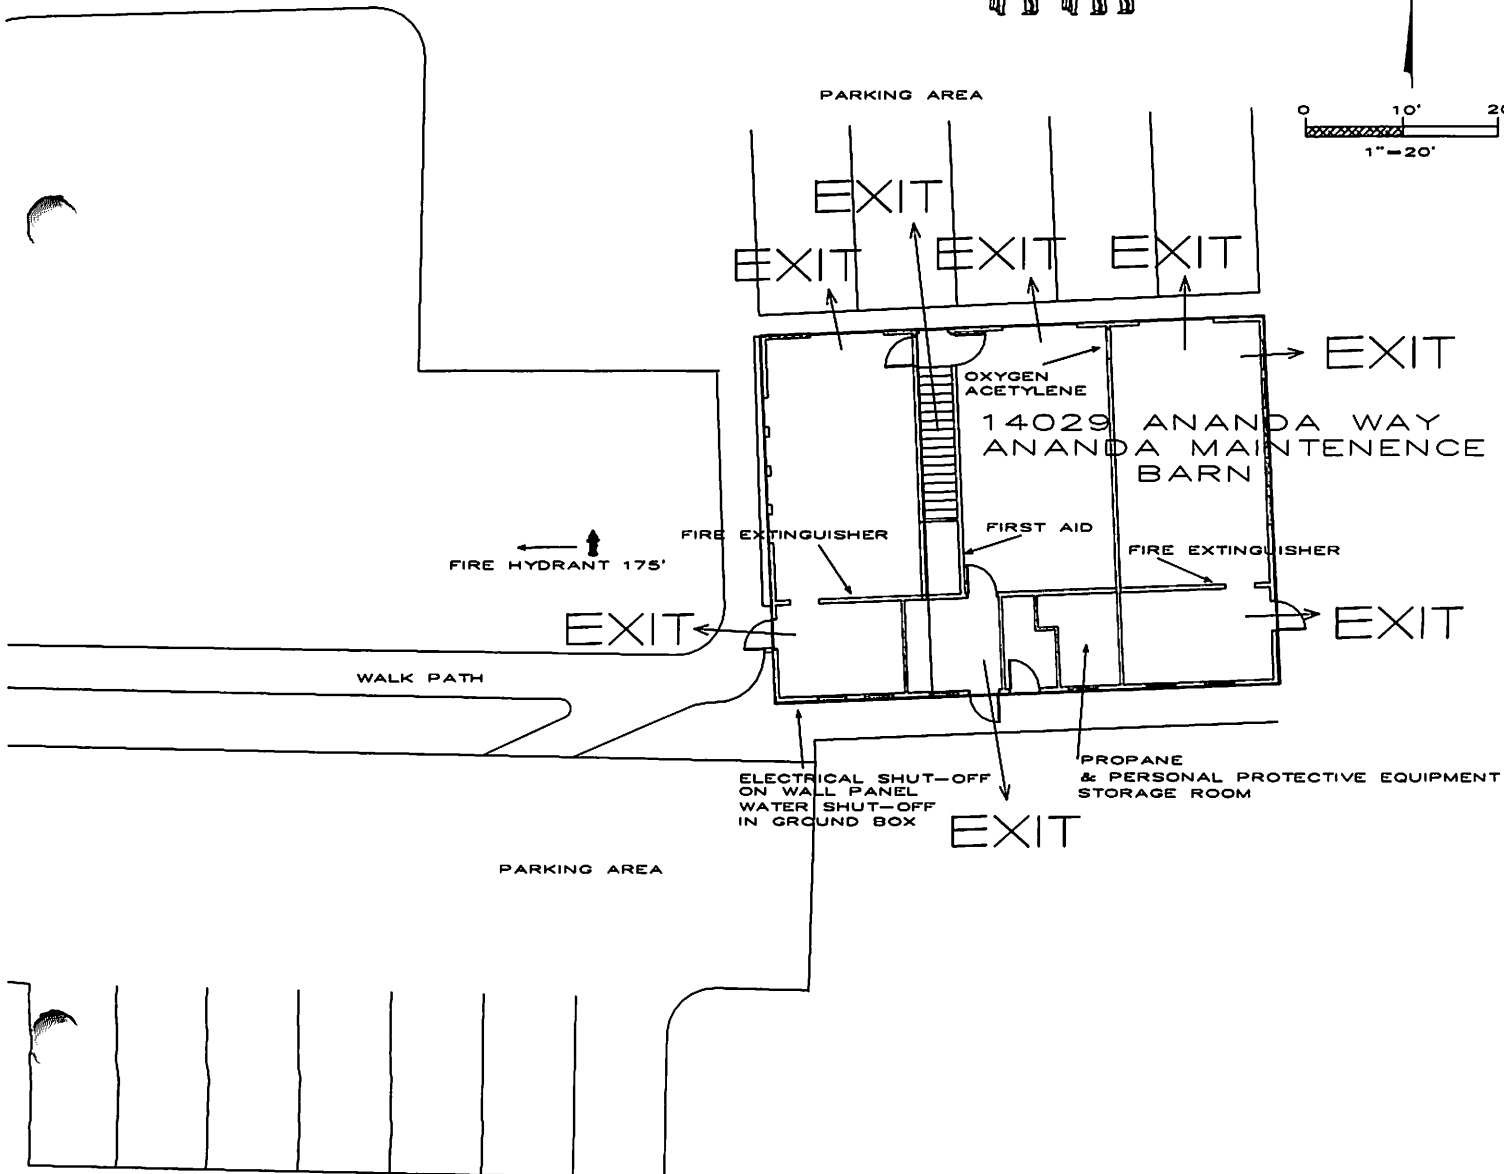 PARKING AREA
0 10' 20
1"=20'
EXIT
EXIT
EXIT
EXIT
EXIT
OXYGEN
ACETYLENE
14029 ANANDA WAY
ANANDA MAINTENENCE
BARN
FIRE EXTINGUISHER
FIRST AID
FIRE EXTINGUISHER
FIRE HYDRANT 175'
EXIT
EXIT
WALK PATH
ELECTRICAL SHUT-OFF
ON WALL PANEL
WATER SHUT-OFF
IN GROUND BOX
PROPANE
& PERSONAL PROTECTIVE EQUIPMENT
STORAGE ROOM
EXIT
PARKING AREA